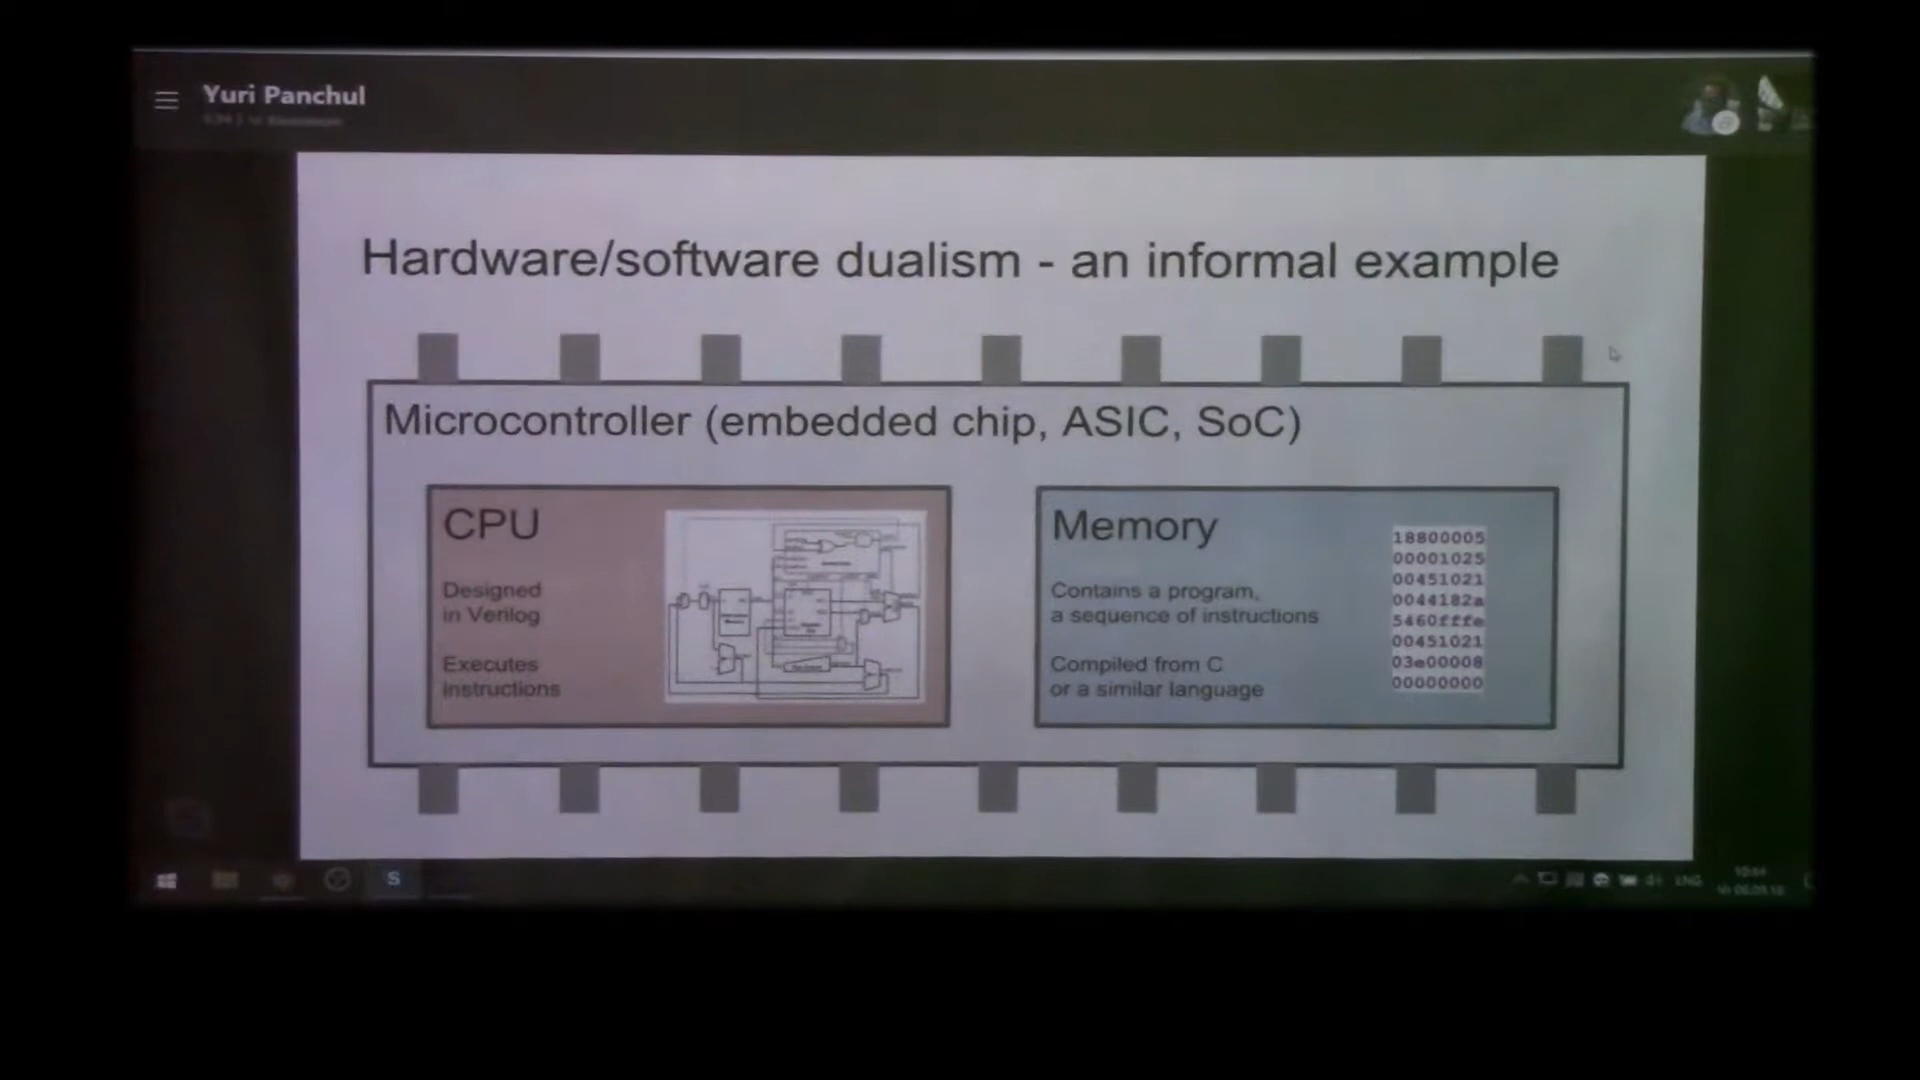 Yuri Panchul
Hardware/software dualism - an informal example
Microcontroller (embedded chip, ASIC, SoC)
CPU
Designed
in Verilog
Executes
instructions
Memory
Contains a program,
a sequence of instructions
Compiled from C
or a similar language
18800005
00001025
00451021
0044182a
5460fffe
00451021
03e00008
00000000
S
ENG